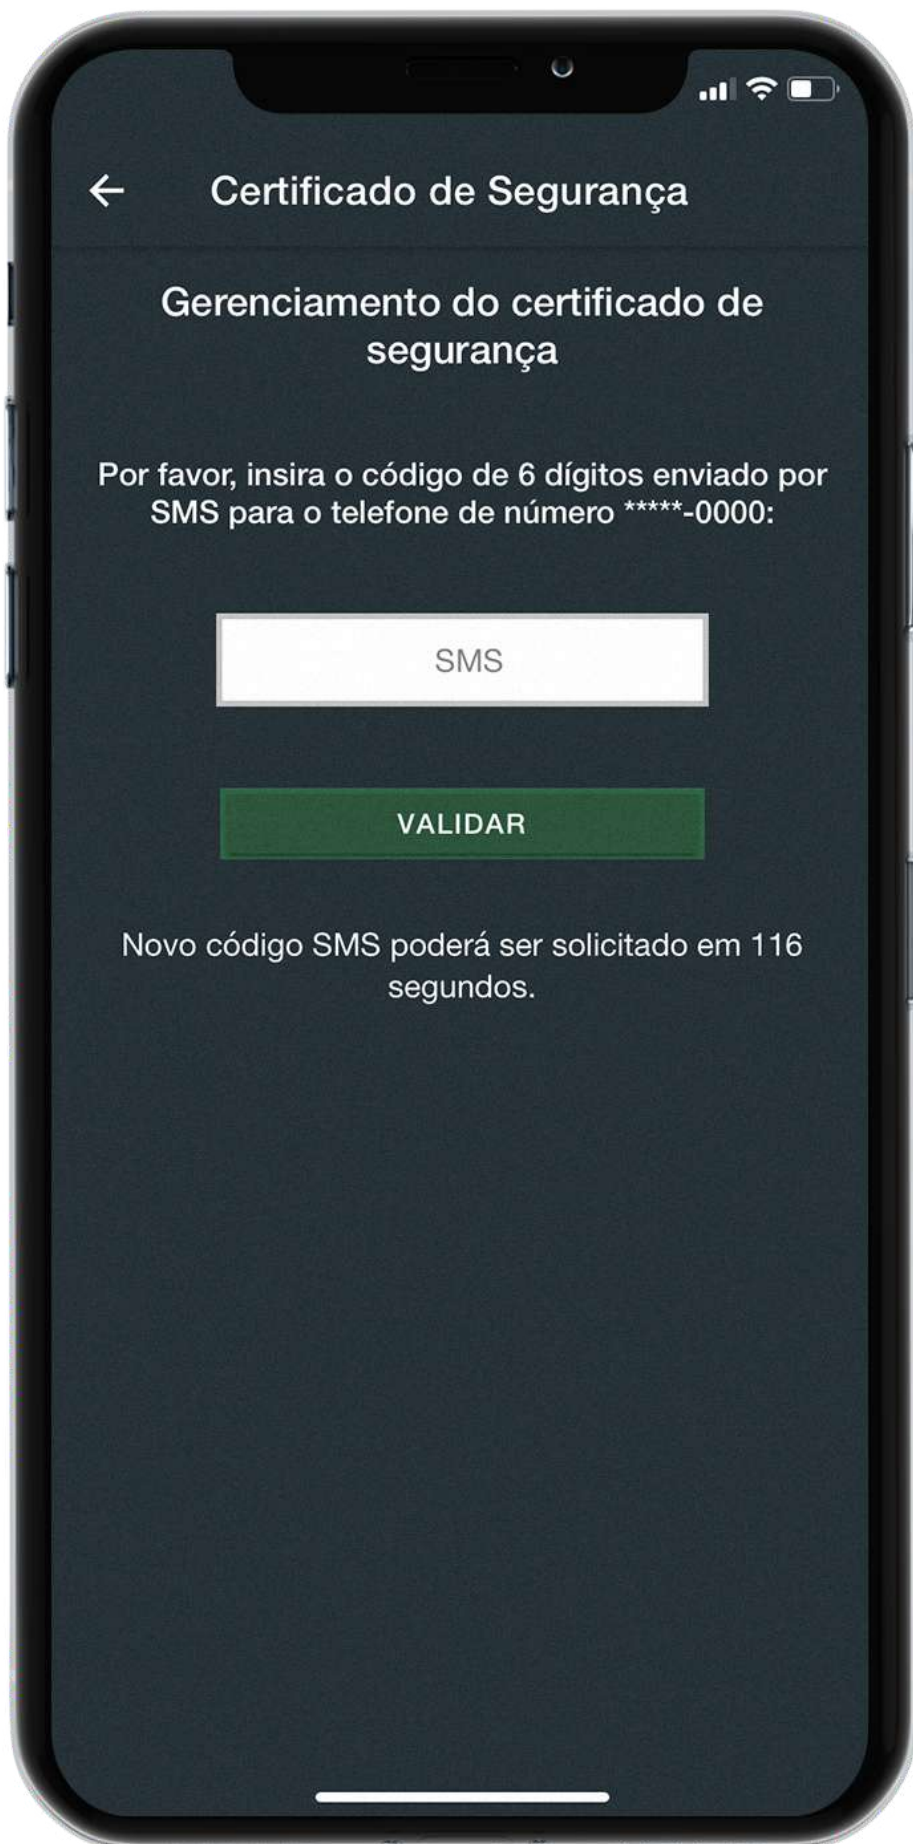 Certificado de Segurança
Gerenciamento do certificado de
segurança
Por favor, insira o código de 6 dígitos enviado por
SMS para o telefone de número *****-0000:
SMS
VALIDAR
Novo código SMS poderá ser solicitado em 116
segundos.